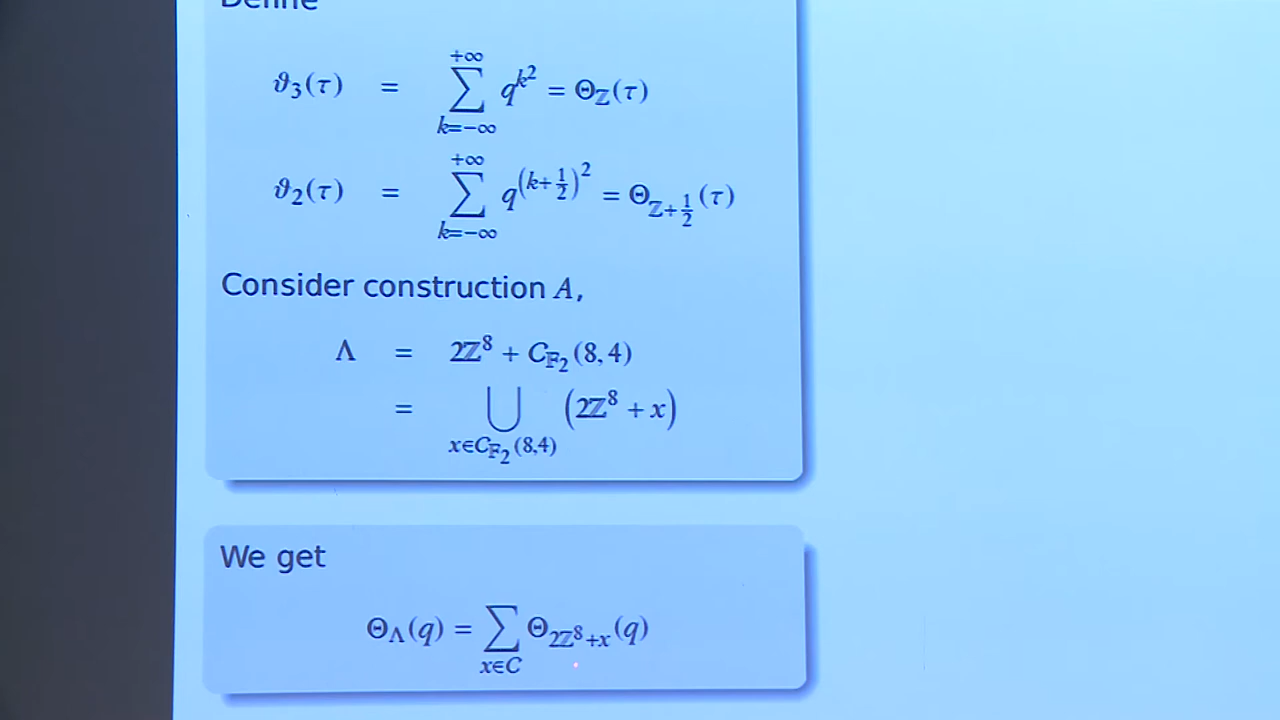 Define
ϑ₃(τ) = ∑_{k=−∞}^{+∞} q^{k²} = Θ_ℤ(τ)
ϑ₂(τ) = ∑_{k=−∞}^{+∞} q^{(k+½)²} = Θ_{ℤ+½}(τ)
Consider construction A,
Λ = 2ℤ⁸ + C_{𝔽₂}(8, 4)
= ⋃_{x∈C_{𝔽₂}(8,4)} (2ℤ⁸ + x)
We get
Θ_Λ(q) = ∑_{x∈C} Θ_{2ℤ⁸+x}(q)